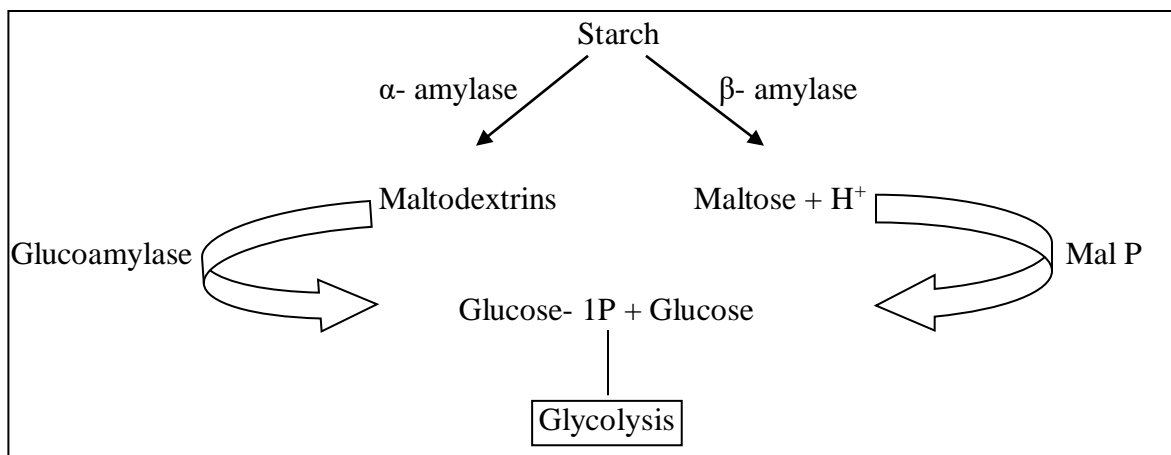 Starch
α- amylase
β- amylase
Maltodextrins
Maltose + H⁺
Glucoamylase
Mal P
Glucose- 1P + Glucose
Glycolysis